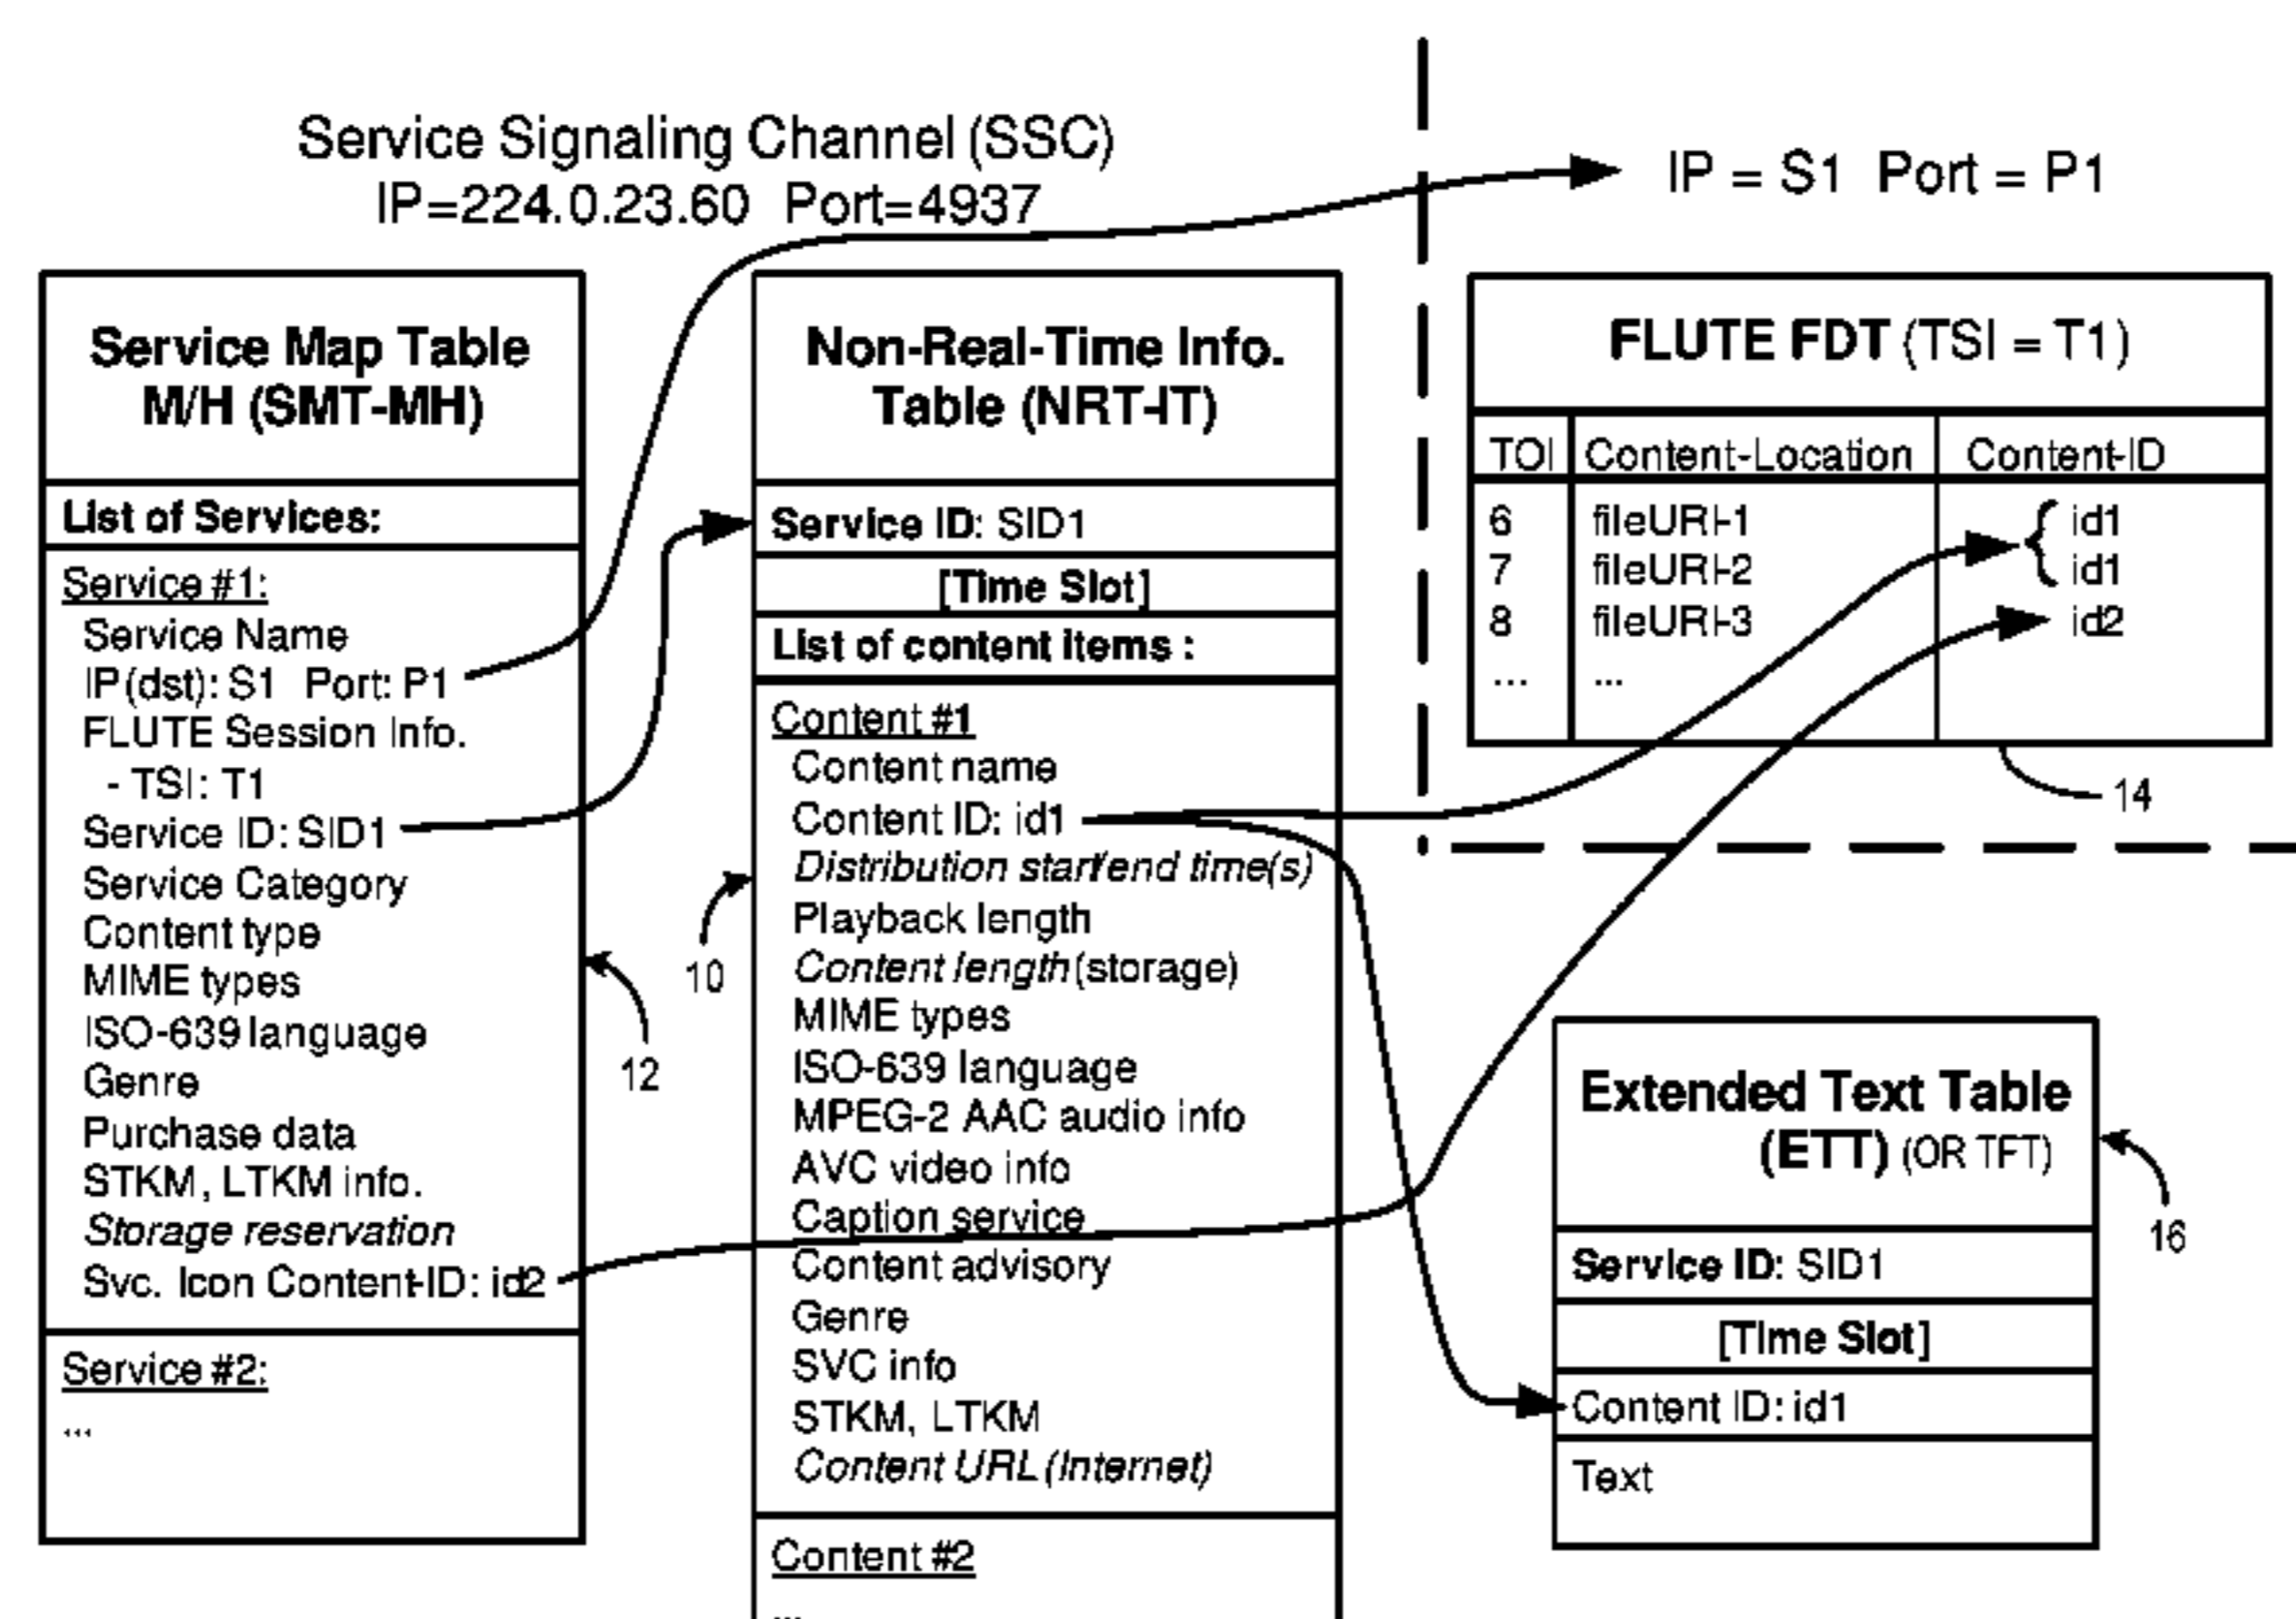 Service Signaling Channel (SSC)
IP=224.0.23.60 Port=4937
IP = S1 Port = P1
Service Map Table
M/H (SMT-MH)
List of Services:
Service #1:
Service Name
IP(dst): S1 Port: P1
FLUTE Session Info.
- TSI: T1
Service ID: SID1
Service Category
Content type
MIME types
ISO-639 language
Genre
Purchase data
STKM, LTKM info.
Storage reservation
Svc. Icon Content-ID: id2
Service #2:
...
12
Non-Real-Time Info.
Table (NRT-IT)
Service ID: SID1
[Time Slot]
List of content items :
Content #1
Content name
Content ID: id1
Distribution start/end time(s)
Playback length
Content length (storage)
MIME types
ISO-639 language
MPEG-2 AAC audio info
AVC video info
Caption service
Content advisory
Genre
SVC info
STKM, LTKM
Content URL (Internet)
Content #2
...
10
FLUTE FDT (TSI = T1)
TOI Content-Location Content-ID
6 fileURI-1 id1
7 fileURI-2 id1
8 fileURI-3 id2
... ...
14
Extended Text Table
(ETT) (OR TFT)
Service ID: SID1
[Time Slot]
Content ID: id1
Text
16